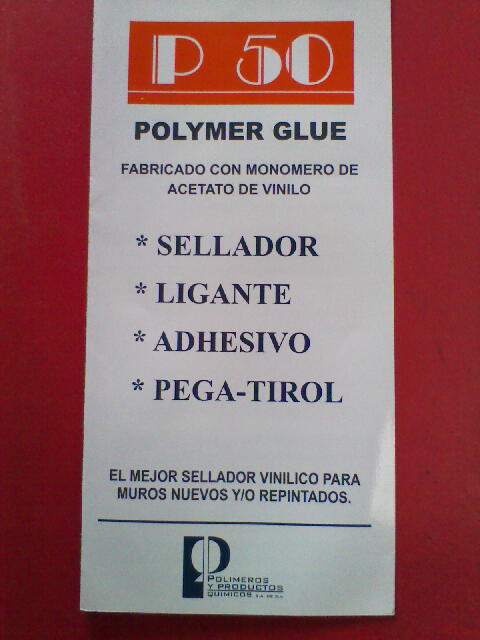 P 50
POLYMER GLUE
FABRICADO CON MONOMERO DE
ACETATO DE VINILO
* SELLADOR
* LIGANTE
* ADHESIVO
* PEGA-TIROL
EL MEJOR SELLADOR VINILICO PARA
MUROS NUEVOS Y/O REPINTADOS.
POLIMEROS
Y PRODUCTOS
QUIMICOS S.A. DE C.V.